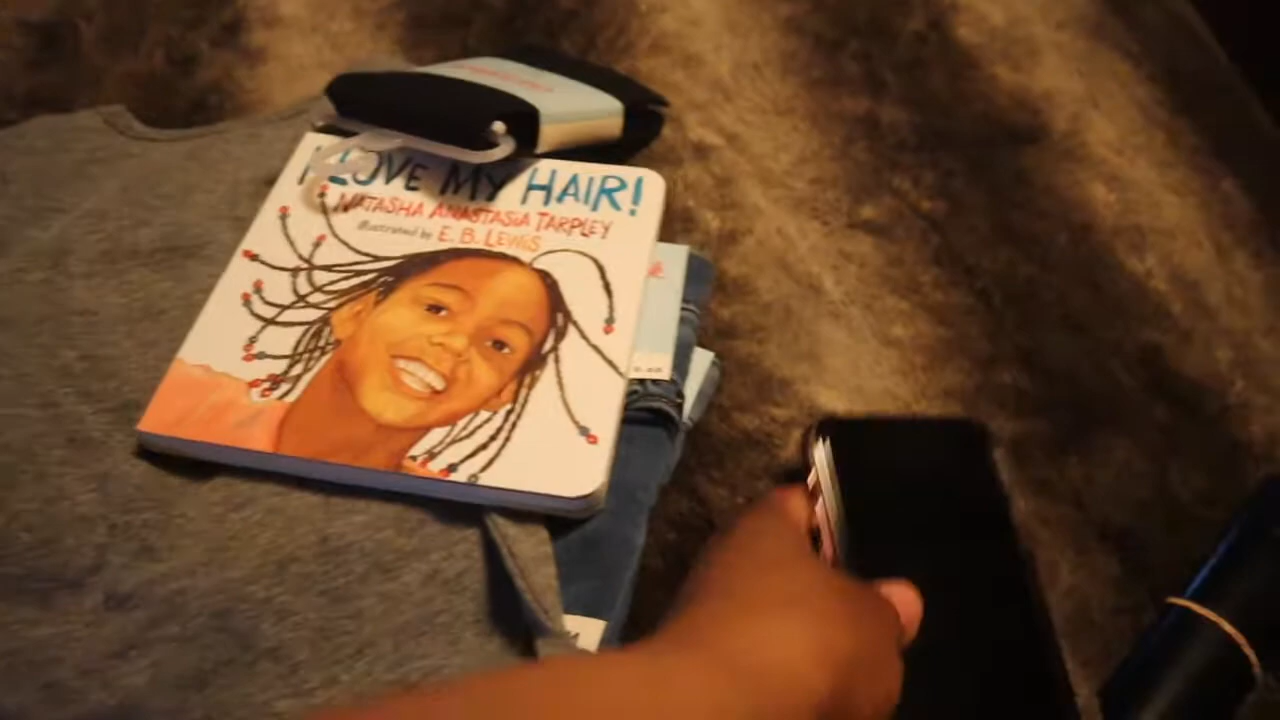 I LOVE MY HAIR!
NATASHA ANASTASIA TARPLEY
illustrated by E. B. LEWIS